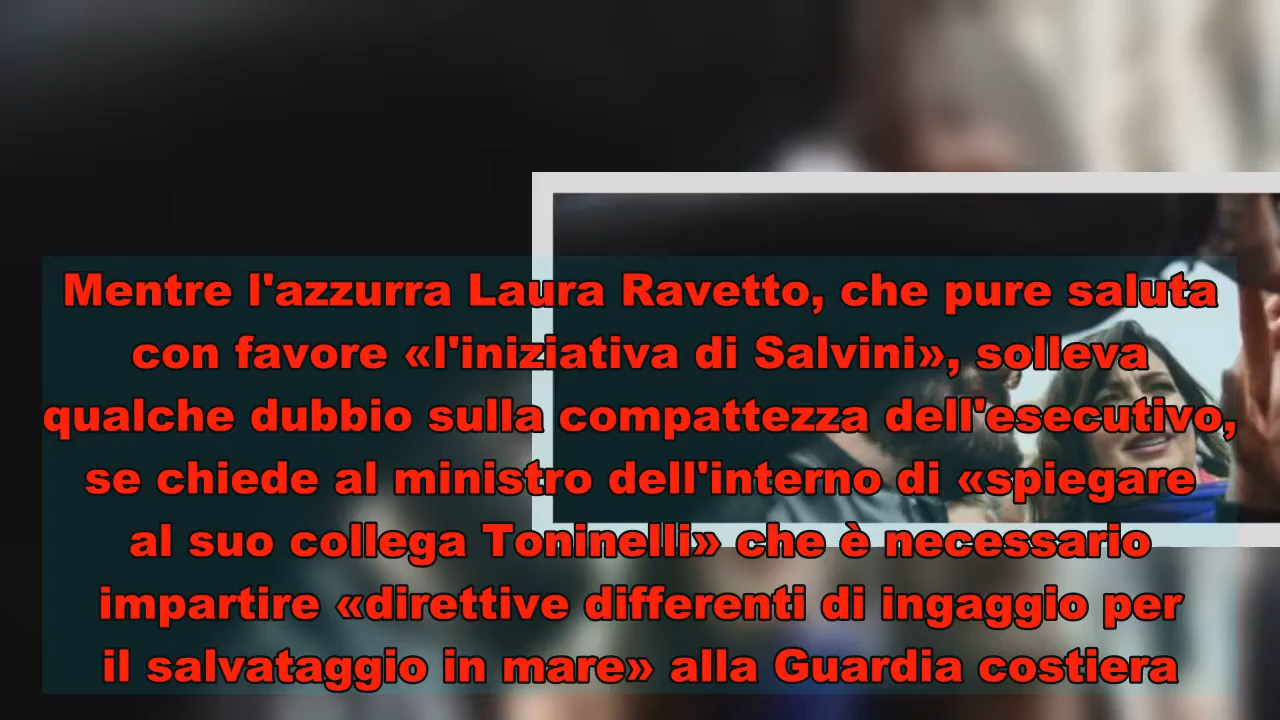 Mentre l'azzurra Laura Ravetto, che pure saluta
con favore «l'iniziativa di Salvini», solleva
qualche dubbio sulla compattezza dell'esecutivo,
se chiede al ministro dell'interno di «spiegare
al suo collega Toninelli» che è necessario
impartire «direttive differenti di ingaggio per
il salvataggio in mare» alla Guardia costiera